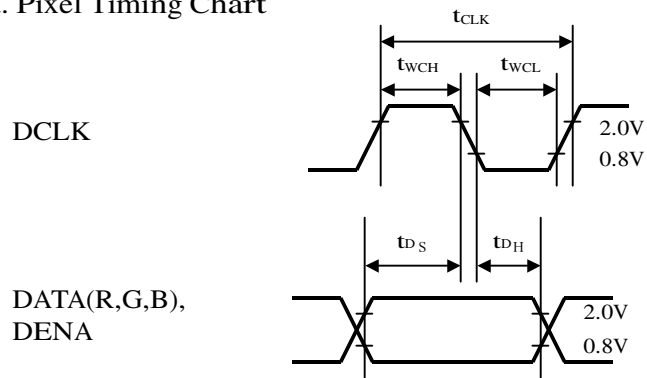 . Pixel Timing Chart
tCLK
tWCH tWCL
DCLK
2.0V
0.8V
tDS tDH
DATA(R,G,B),
DENA
2.0V
0.8V